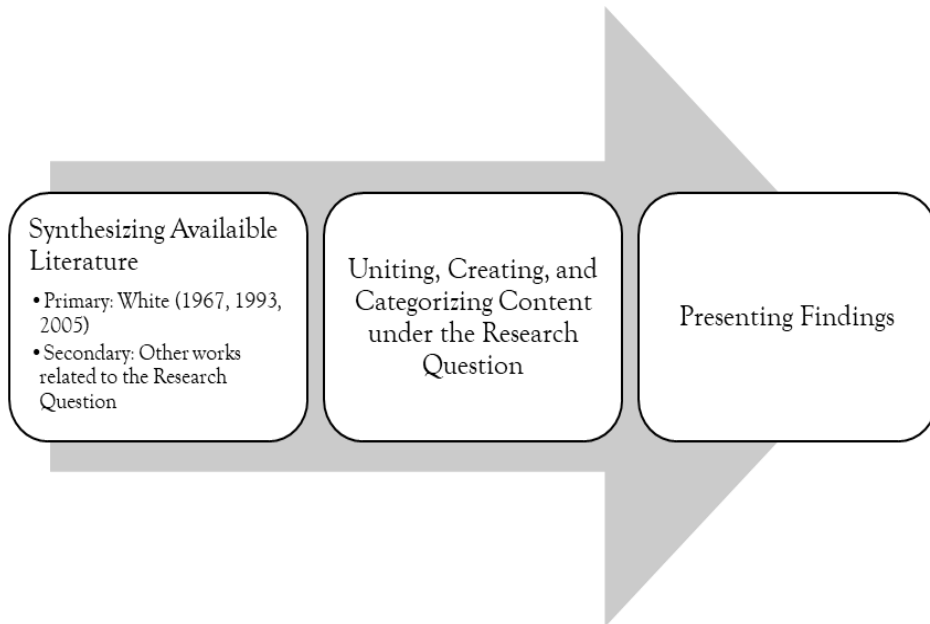 Synthesizing Availaible
Literature
• Primary: White (1967, 1993,
2005)
• Secondary: Other works
related to the Research
Question
Uniting, Creating, and
Categorizing Content
under the Research
Question
Presenting Findings